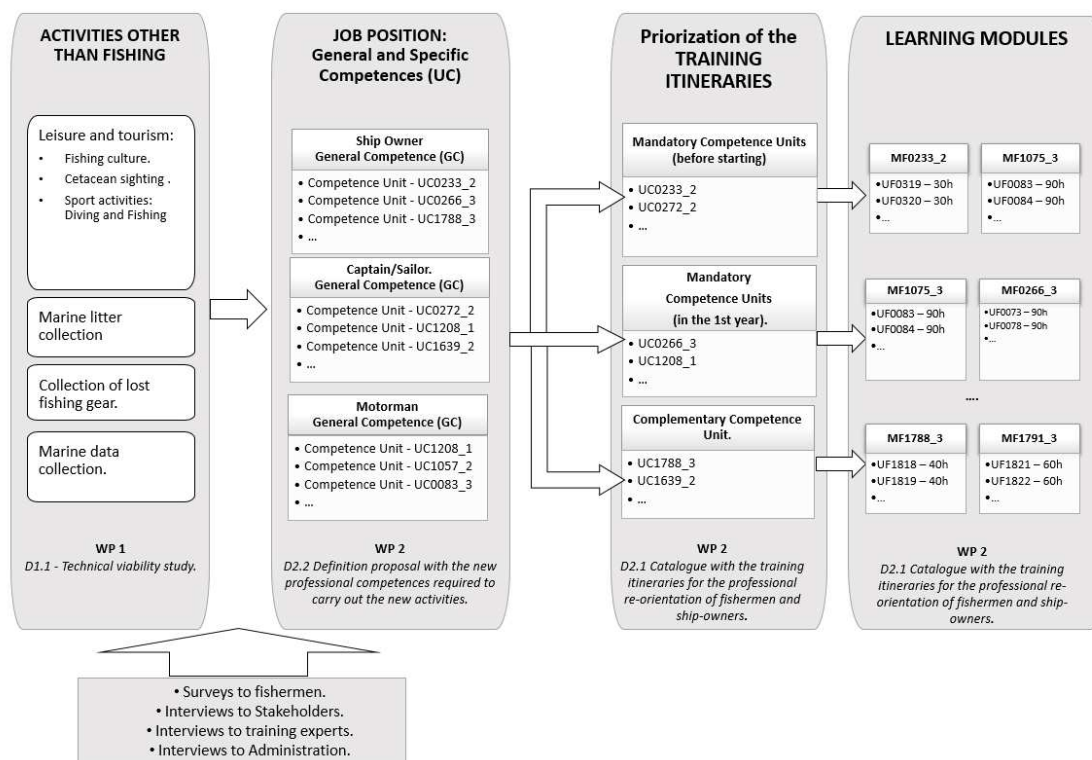 ACTIVITIES OTHER
THAN FISHING
Leisure and tourism:
• Fishing culture.
• Cetacean sighting .
• Sport activities:
Diving and Fishing
Marine litter
collection
Collection of lost
fishing gear.
Marine data
collection.
WP 1
D1.1 - Technical viability study.
JOB POSITION:
General and Specific
Competences (UC)
Ship Owner
General Competence (GC)
• Competence Unit - UC0233_2
• Competence Unit - UC0266_3
• Competence Unit - UC1788_3
• ...
Captain/Sailor.
General Competence (GC)
• Competence Unit - UC0272_2
• Competence Unit - UC1208_1
• Competence Unit - UC1639_2
• ...
Motorman
General Competence (GC)
• Competence Unit - UC1208_1
• Competence Unit - UC1057_2
• Competence Unit - UC0083_3
• ...
WP 2
D2.2 Definition proposal with the new
professional competences required to
carry out the new activities.
Priorization of the
TRAINING
ITINERARIES
Mandatory Competence Units
(before starting)
• UC0233_2
• UC0272_2
• ...
Mandatory
Competence Units
(in the 1st year).
• UC0266_3
• UC1208_1
• ...
Complementary Competence
Unit.
• UC1788_3
• UC1639_2
• ...
WP 2
D2.1 Catalogue with the training
itineraries for the professional
re-orientation of fishermen and
ship-owners.
LEARNING MODULES
MF0233_2
•UF0319 – 30h
•UF0320 – 30h
•...
MF1075_3
•UF0083 – 90h
•UF0084 – 90h
•...
MF1075_3
•UF0083 – 90h
•UF0084 – 90h
•...
MF0266_3
•UF0073 – 90h
•UF0078 – 90h
•...
....
MF1788_3
•UF1818 – 40h
•UF1819 – 40h
•...
MF1791_3
•UF1821 – 60h
•UF1822 – 60h
•...
WP 2
D2.1 Catalogue with the training
itineraries for the professional re-
orientation of fishermen and ship-
owners.
• Surveys to fishermen.
• Interviews to Stakeholders.
• Interviews to training experts.
• Interviews to Administration.